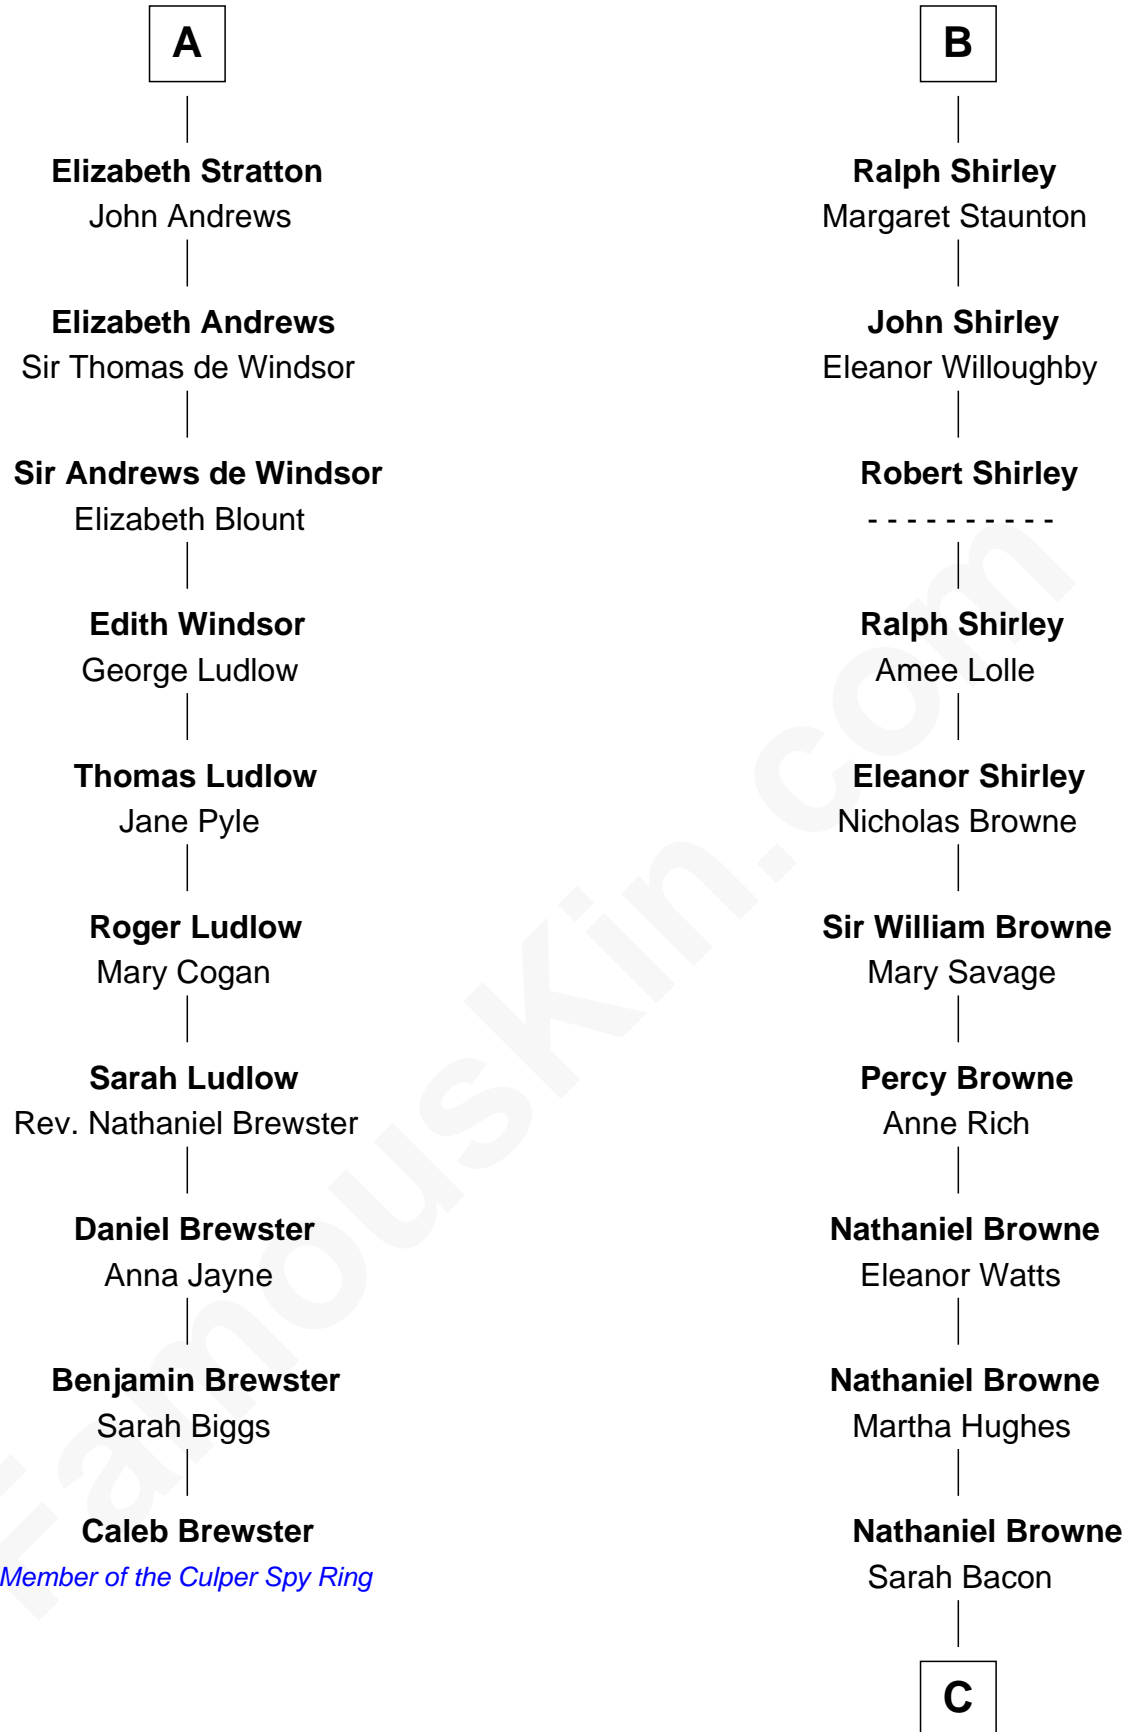 A
Elizabeth Stratton
John Andrews
Elizabeth Andrews
Sir Thomas de Windsor
Sir Andrews de Windsor
Elizabeth Blount
Edith Windsor
George Ludlow
Thomas Ludlow
Jane Pyle
Roger Ludlow
Mary Cogan
Sarah Ludlow
Rev. Nathaniel Brewster
Daniel Brewster
Anna Jayne
Benjamin Brewster
Sarah Biggs
Caleb Brewster
Member of the Culper Spy Ring
B
Ralph Shirley
Margaret Staunton
John Shirley
Eleanor Willoughby
Robert Shirley
- - - - - - - - - -
Ralph Shirley
Amee Lolle
Eleanor Shirley
Nicholas Browne
Sir William Browne
Mary Savage
Percy Browne
Anne Rich
Nathaniel Browne
Eleanor Watts
Nathaniel Browne
Martha Hughes
Nathaniel Browne
Sarah Bacon
C
FamousKin.com